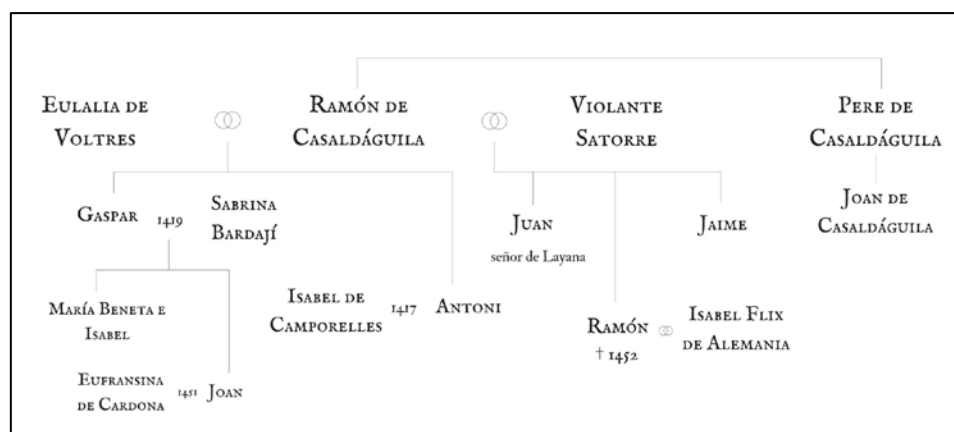 Eulalia de
Voltres
Ramón de
Casaldáguila
Violante
Satorre
Pere de
Casaldáguila
Gaspar
1419
Sabrina
Bardají
Juan
señor de Layana
Jaime
Joan de
Casaldáguila
María Beneta e
Isabel
Isabel de
Camporelles
1417
Antoni
Ramón
† 1452
Isabel Flix
de Alemania
Eufransina
de Cardona
1451
Joan